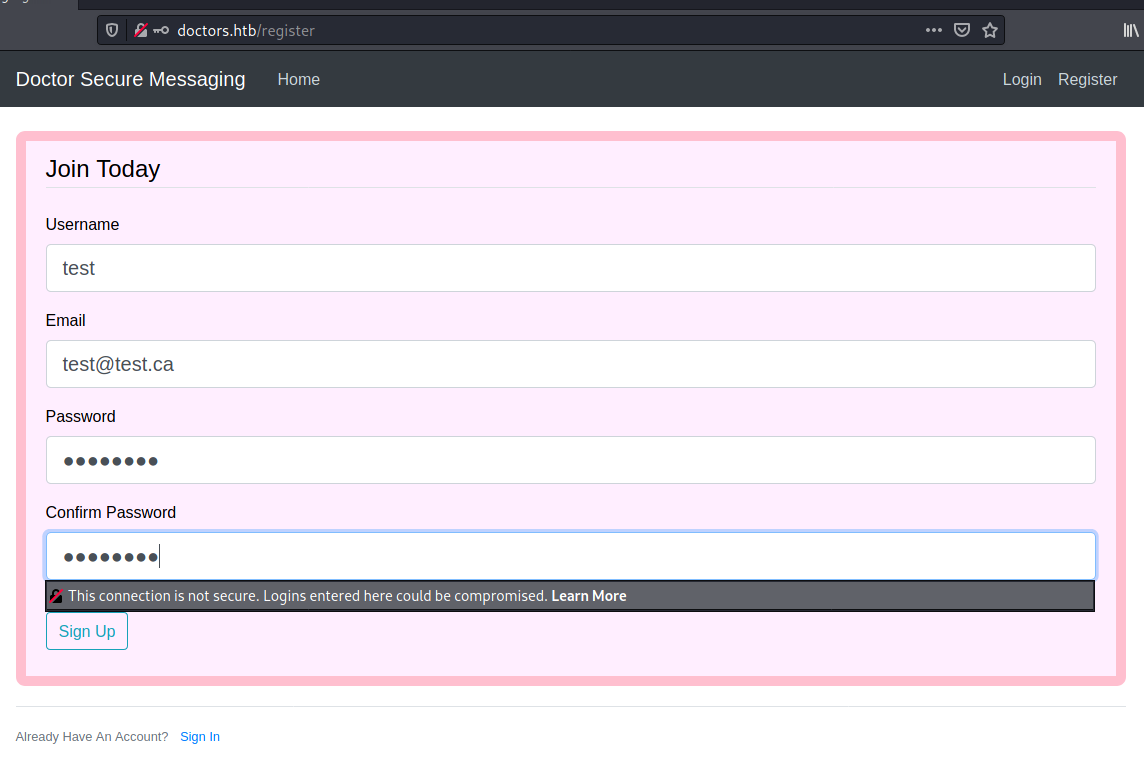 doctors.htb/register
Doctor Secure Messaging Home Login Register
Join Today
Username
test
Email
test@test.ca
Password
Confirm Password
This connection is not secure. Logins entered here could be compromised. Learn More
Sign Up
Already Have An Account? Sign In